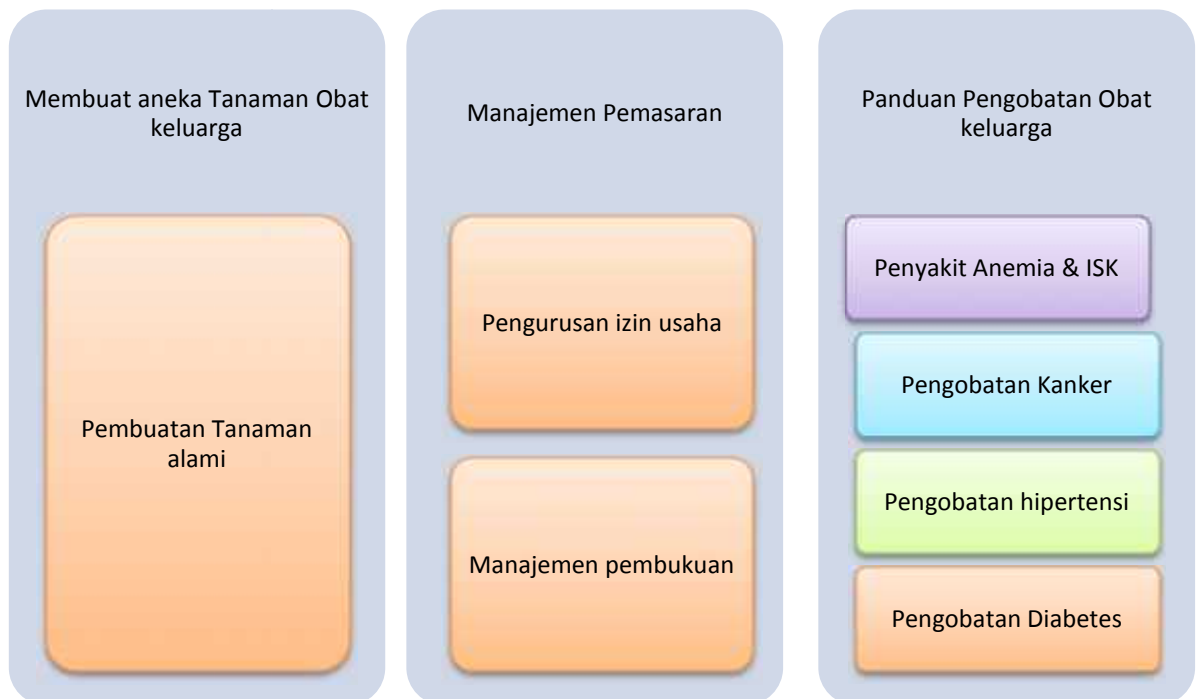 Membuat aneka Tanaman Obat
keluarga
Pembuatan Tanaman
alami
Manajemen Pemasaran
Pengurusan izin usaha
Manajemen pembukuan
Panduan Pengobatan Obat
keluarga
Penyakit Anemia & ISK
Pengobatan Kanker
Pengobatan hipertensi
Pengobatan Diabetes